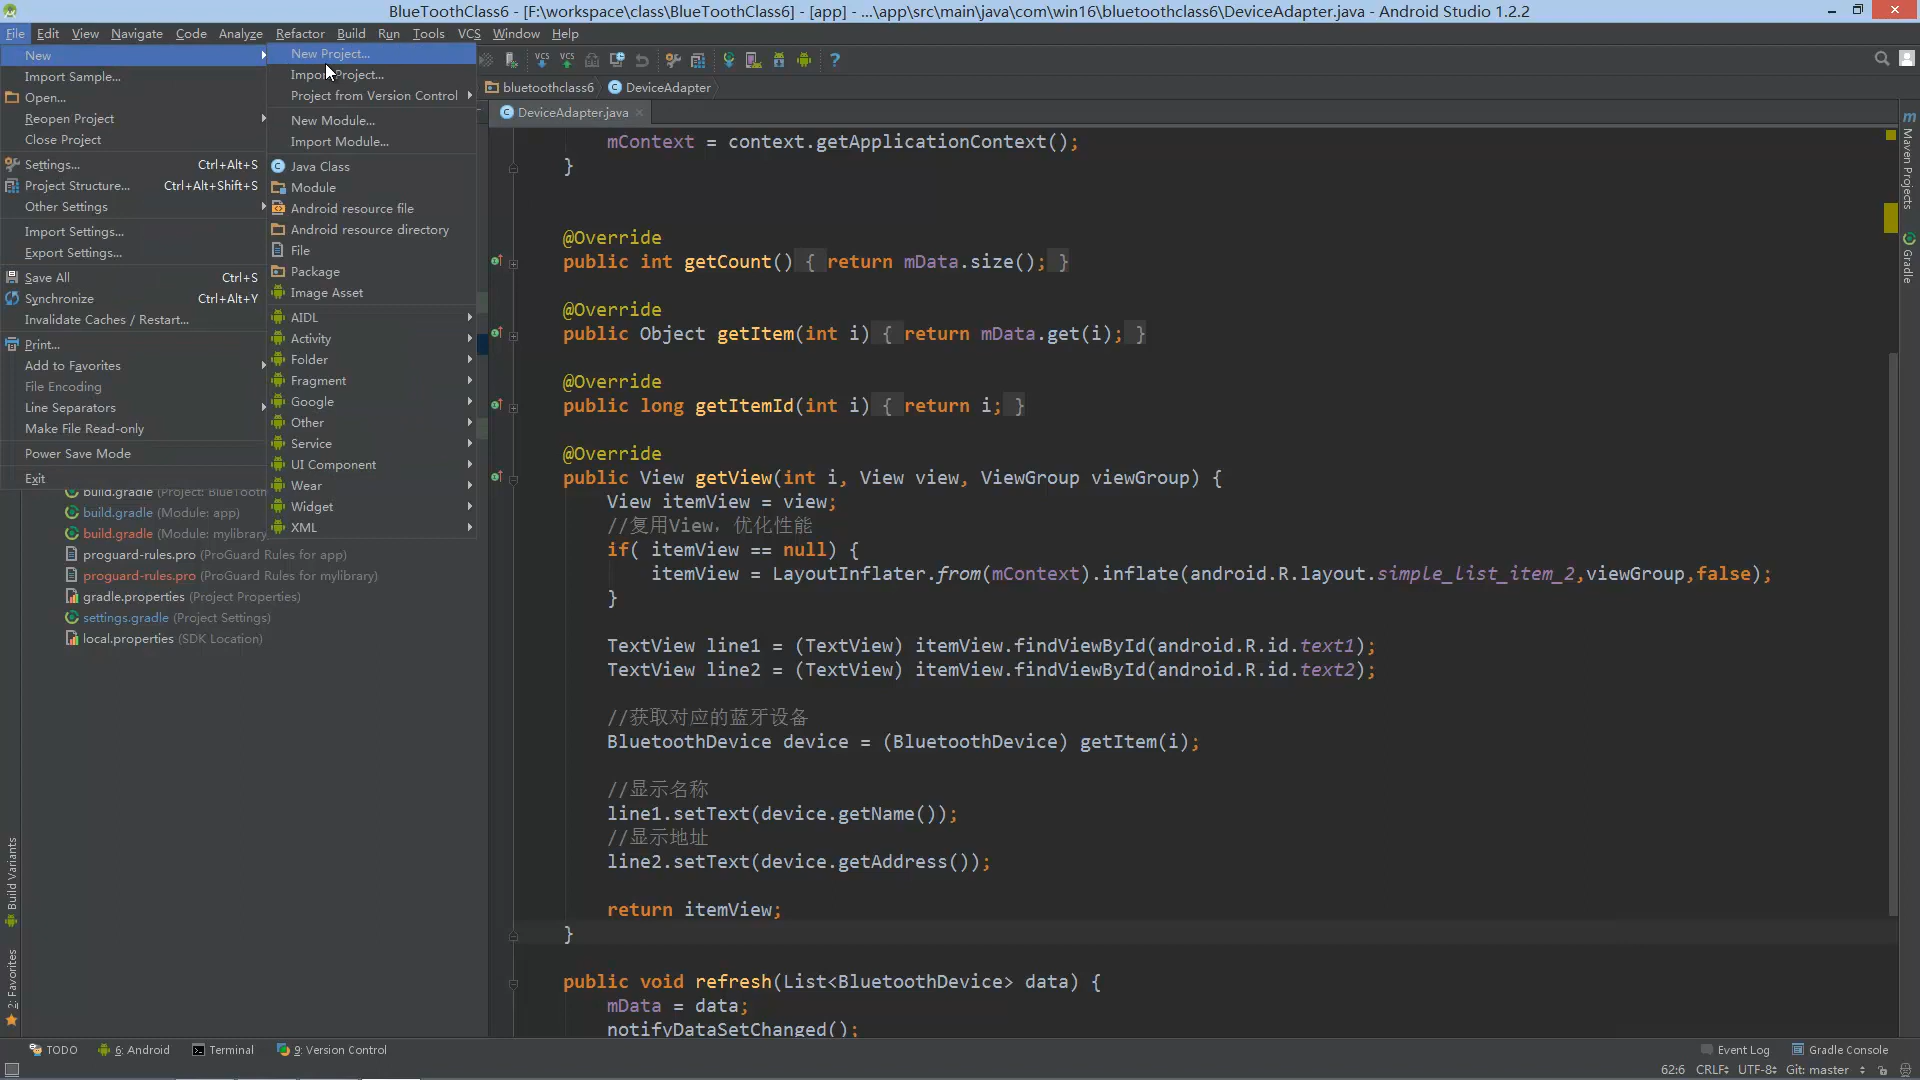 BlueToothClass6 - [F:\workspace\class\BlueToothClass6] - [app] - ...\app\src\main\java\com\win16\bluetoothclass6\DeviceAdapter.java - Android Studio 1.2.2
File Edit View Navigate Code Analyze Refactor Build Run Tools VCS Window Help
New
Import Sample...
Open...
Reopen Project
Close Project
Settings... Ctrl+Alt+S
Project Structure... Ctrl+Alt+Shift+S
Other Settings
Import Settings...
Export Settings...
Save All Ctrl+S
Synchronize Ctrl+Alt+Y
Invalidate Caches / Restart...
Print...
Add to Favorites
File Encoding
Line Separators
Make File Read-only
Power Save Mode
Exit
New Project...
Import Project...
Project from Version Control
New Module...
Import Module...
Java Class
Module
Android resource file
Android resource directory
File
Package
Image Asset
AIDL
Activity
Folder
Fragment
Google
Other
Service
UI Component
Wear
Widget
XML
build.gradle (Project: BlueTooth
build.gradle (Module: app)
build.gradle (Module: mylibrary
proguard-rules.pro (ProGuard Rules for app)
proguard-rules.pro (ProGuard Rules for mylibrary)
gradle.properties (Project Properties)
settings.gradle (Project Settings)
local.properties (SDK Location)
VCS VCS ?
bluetoothclass6 DeviceAdapter
DeviceAdapter.java
mContext = context.getApplicationContext();
}
@Override
public int getCount() { return mData.size(); }
@Override
public Object getItem(int i) { return mData.get(i); }
@Override
public long getItemId(int i) { return i; }
@Override
public View getView(int i, View view, ViewGroup viewGroup) {
View itemView = view;
//复用View，优化性能
if( itemView == null) {
itemView = LayoutInflater.from(mContext).inflate(android.R.layout.simple_list_item_2,viewGroup,false);
}
TextView line1 = (TextView) itemView.findViewById(android.R.id.text1);
TextView line2 = (TextView) itemView.findViewById(android.R.id.text2);
//获取对应的蓝牙设备
BluetoothDevice device = (BluetoothDevice) getItem(i);
//显示名称
line1.setText(device.getName());
//显示地址
line2.setText(device.getAddress());
return itemView;
}
public void refresh(List<BluetoothDevice> data) {
mData = data;
notifyDataSetChanged();
Maven Projects
Gradle
Build Variants
2: Favorites
TODO 6: Android Terminal 9: Version Control Event Log Gradle Console
62:6 CRLF UTF-8 Git: master